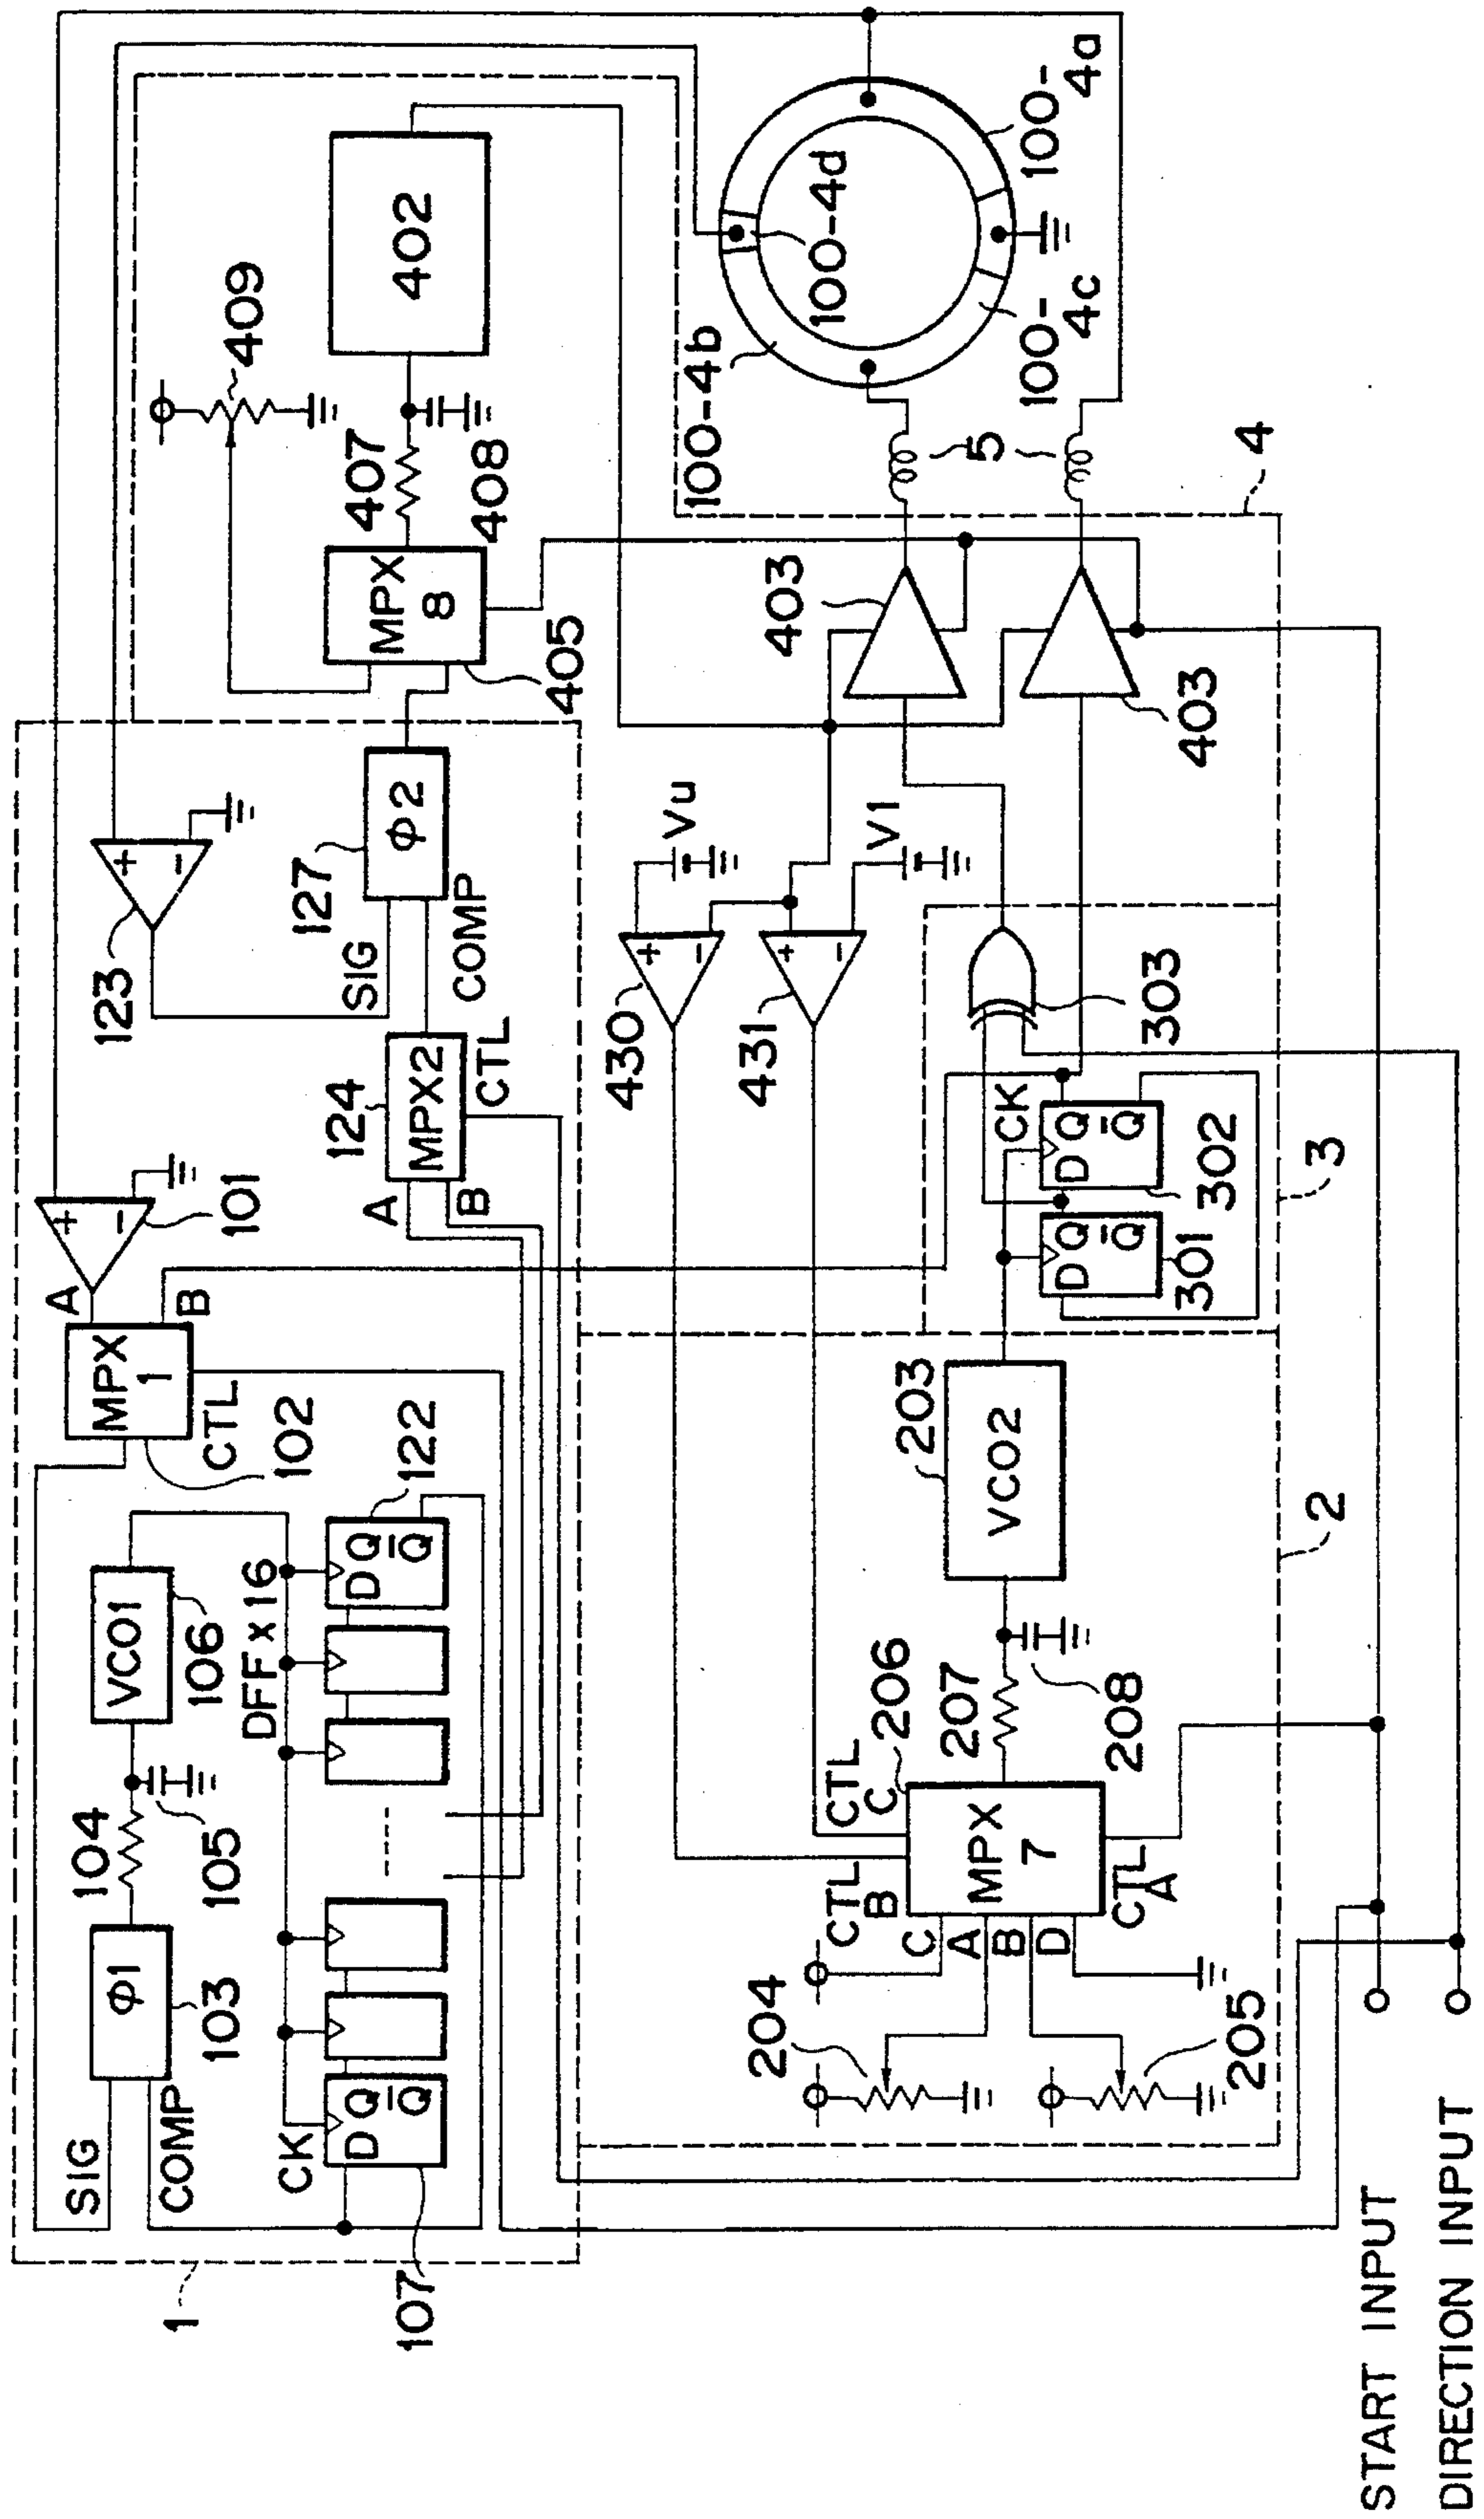 409
402
407
408
MPX
8
405
100-
4a
100-4d
100-4b
100-
4c
5
4
403
403
123
127
Φ2
SIG
COMP
124
MPX2
CTL
A
B
101
+
-
+
-
A
B
MPX
1
CTL
102
Vu
V1
430
+
-
431
+
-
303
CK
D Q
Q̄
302
D Q
Q̄
301
3
VCO1
106
104
105
Φ1
103
SIG
COMP
DFF x 16
122
D Q
Q̄
CK
D Q
Q̄
107
1
203
VCO2
2
206
207
208
CTL
C
CTL
B
MPX
7
CTL
A
C
A
B
D
204
205
START INPUT
DIRECTION INPUT